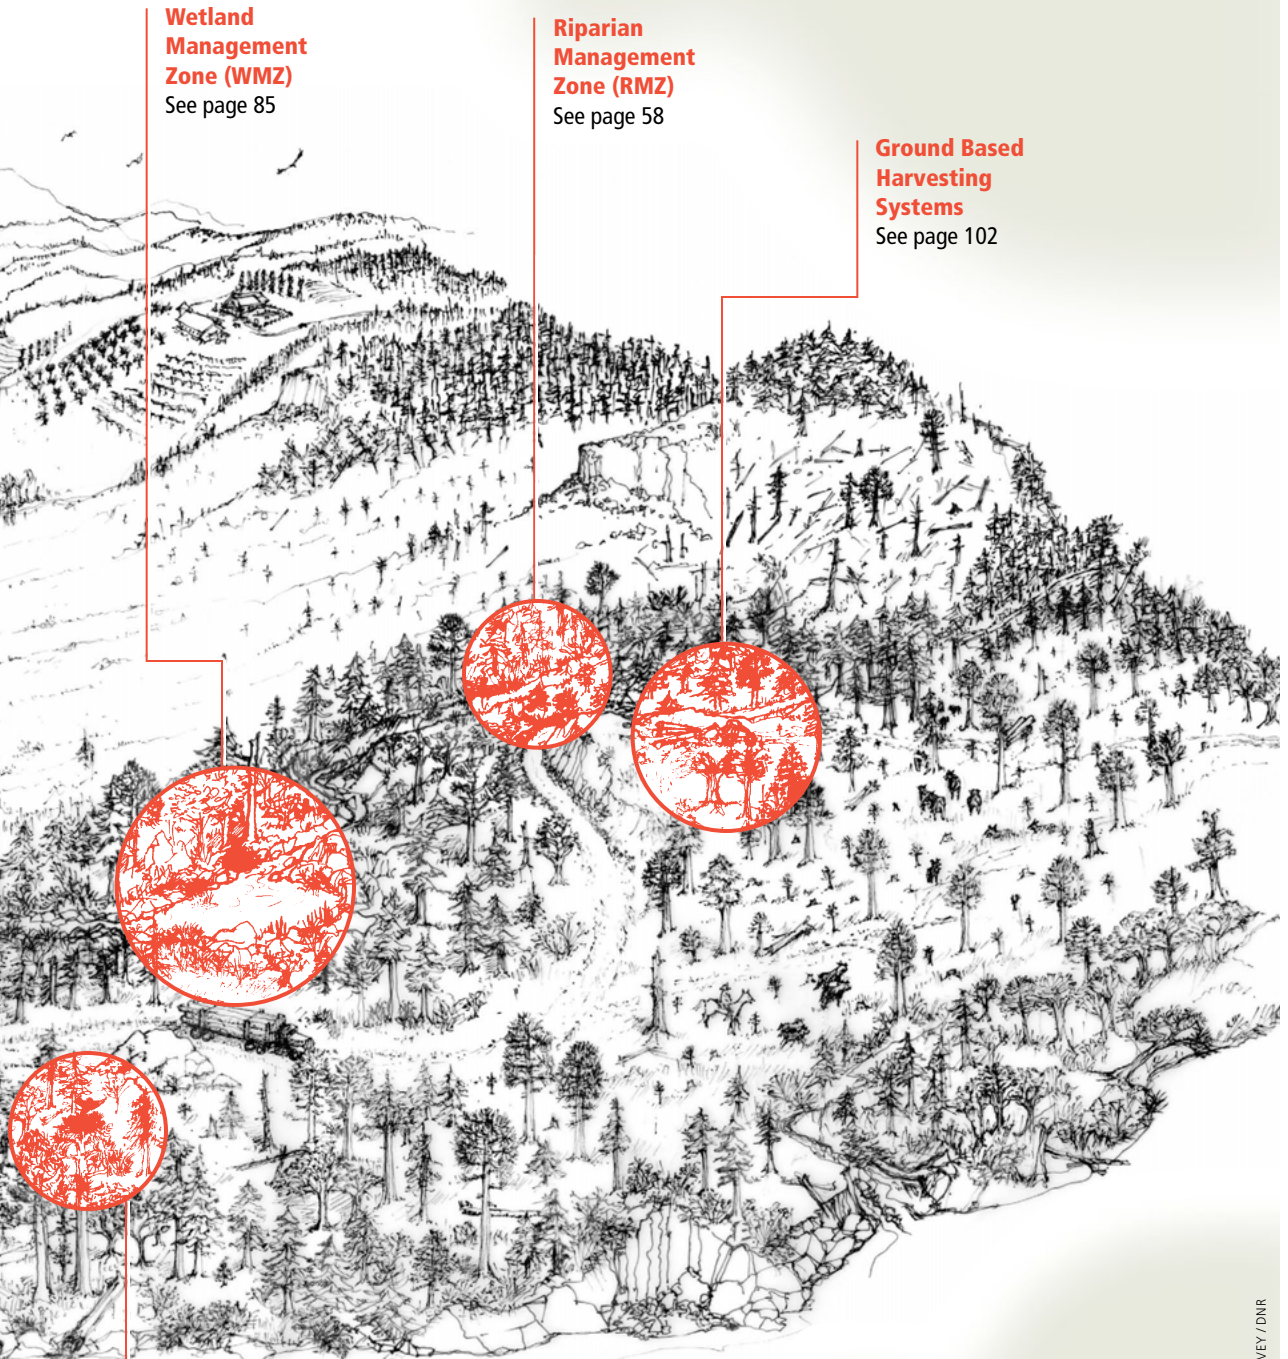 Wetland
Management
Zone (WMZ)
See page 85
Riparian
Management
Zone (RMZ)
See page 58
Ground Based
Harvesting
Systems
See page 102
/ DNR